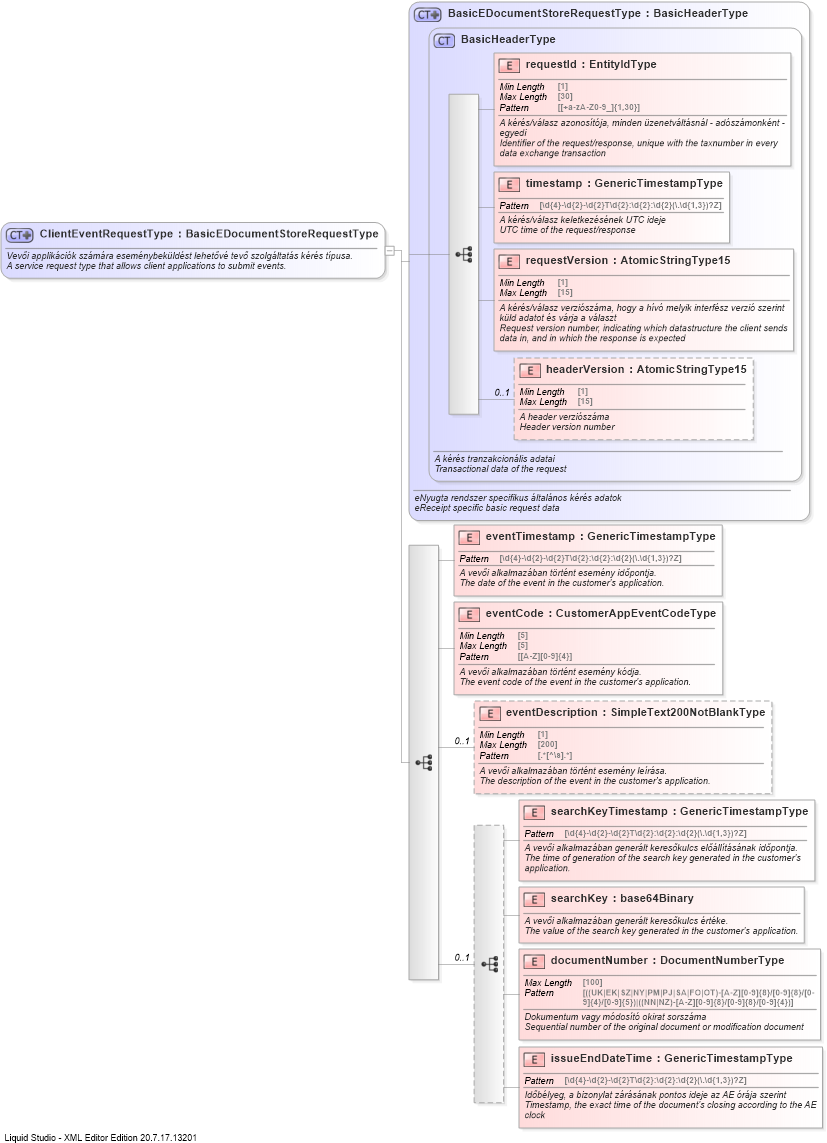 CT BasicEDocumentStoreRequestType : BasicHeaderType
CT BasicHeaderType
E requestId : EntityIdType
Min Length [1]
Max Length [30]
Pattern [[+a-zA-Z0-9_]{1,30}]
A kérés/válasz azonosítója, minden üzenetváltásnál - adószámonként -
egyedi
Identifier of the request/response, unique with the taxnumber in every
data exchange transaction
E timestamp : GenericTimestampType
Pattern [\d{4}-\d{2}-\d{2}T\d{2}:\d{2}:\d{2}(\.\d{1,3})?Z]
A kérés/válasz keletkezésének UTC ideje
UTC time of the request/response
CT ClientEventRequestType : BasicEDocumentStoreRequestType
Vevői applikációk számára eseménybeküldést lehetővé tevő szolgáltatás kérés típusa.
A service request type that allows client applications to submit events.
E requestVersion : AtomicStringType15
Min Length [1]
Max Length [15]
A kérés/válasz verziószáma, hogy a hívó melyik interfész verzió szerint
küld adatot és várja a választ
Request version number, indicating which datastructure the client sends
data in, and in which the response is expected
E headerVersion : AtomicStringType15
0..1
Min Length [1]
Max Length [15]
A header verziószáma
Header version number
A kérés tranzakcionális adatai
Transactional data of the request
eNyugta rendszer specifikus általános kérés adatok
eReceipt specific basic request data
E eventTimestamp : GenericTimestampType
Pattern [\d{4}-\d{2}-\d{2}T\d{2}:\d{2}:\d{2}(\.\d{1,3})?Z]
A vevői alkalmazában történt esemény időpontja.
The date of the event in the customer's application.
E eventCode : CustomerAppEventCodeType
Min Length [5]
Max Length [5]
Pattern [[A-Z][0-9]{4}]
A vevői alkalmazában történt esemény kódja.
The event code of the event in the customer's application.
E eventDescription : SimpleText200NotBlankType
0..1
Min Length [1]
Max Length [200]
Pattern [.*[^\s].*]
A vevői alkalmazában történt esemény leírása.
The description of the event in the customer's application.
E searchKeyTimestamp : GenericTimestampType
Pattern [\d{4}-\d{2}-\d{2}T\d{2}:\d{2}:\d{2}(\.\d{1,3})?Z]
A vevői alkalmazában generált keresőkulcs előállításának időpontja.
The time of generation of the search key generated in the customer's
application.
E searchKey : base64Binary
A vevői alkalmazában generált keresőkulcs értéke.
The value of the search key generated in the customer's application.
0..1
E documentNumber : DocumentNumberType
Max Length [100]
Pattern [((UK|EK|SZ|NY|PM|PJ|SA|FO|OT)-[A-Z][0-9]{8}/[0-9]{8}/[0-
9]{4}/[0-9]{5})|((NN|NZ)-[A-Z][0-9]{8}/[0-9]{8}/[0-9]{4})]
Dokumentum vagy módosító okirat sorszáma
Sequential number of the original document or modification document
E issueEndDateTime : GenericTimestampType
Pattern [\d{4}-\d{2}-\d{2}T\d{2}:\d{2}:\d{2}(\.\d{1,3})?Z]
Időbélyeg, a bizonylat zárásának pontos ideje az AE órája szerint
Timestamp, the exact time of the document's closing according to the AE
clock
Liquid Studio - XML Editor Edition 20.7.17.13201